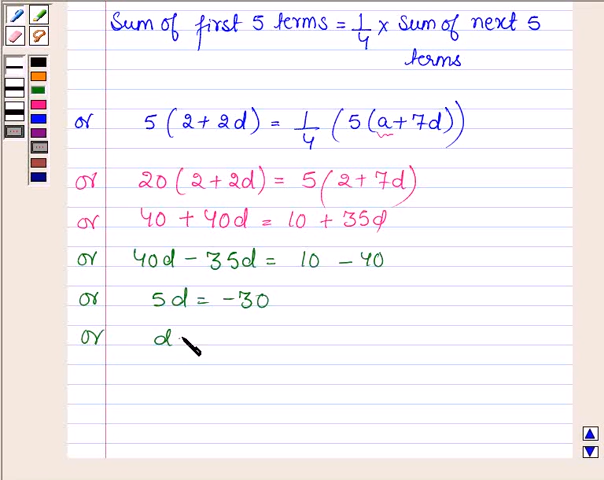 Sum of first 5 terms = 1/4 × Sum of next 5
terms
or 5 (2 + 2d) = 1/4 (5 (a + 7d))
or 20 (2 + 2d) = 5 (2 + 7d)
or 40 + 40d = 10 + 35d
or 40d - 35d = 10 - 40
or 5d = -30
or d